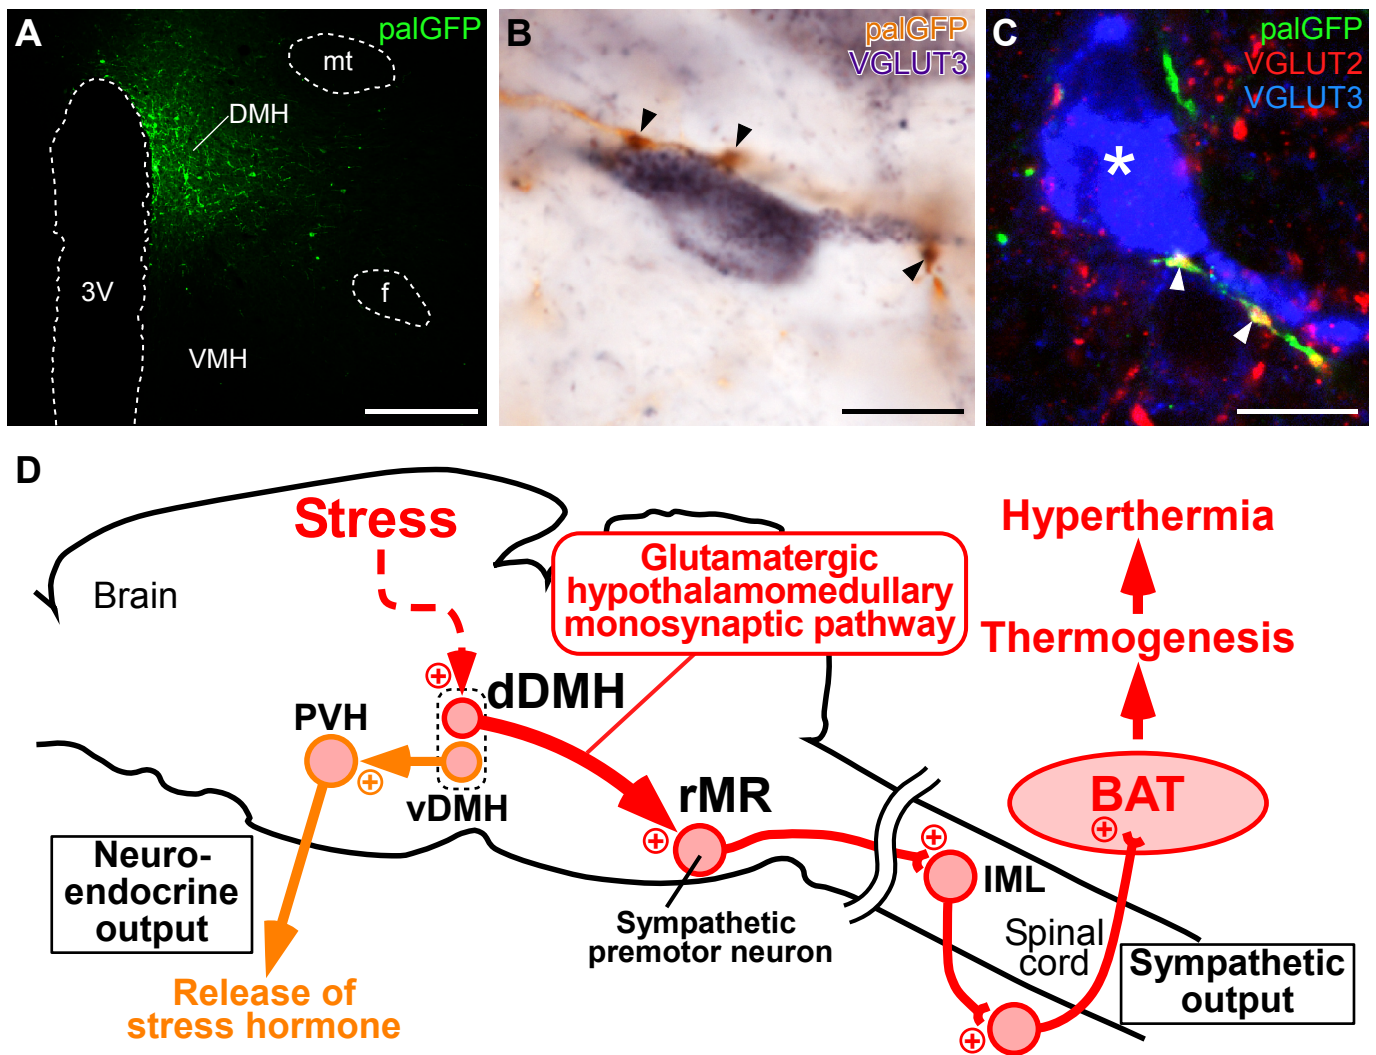 A
palGFP
mt
DMH
3V
f
VMH
B
palGFP
VGLUT3
C
palGFP
VGLUT2
VGLUT3
*
D
Stress
Brain
Glutamatergic
hypothalamomedullary
monosynaptic pathway
Hyperthermia
Thermogenesis
dDMH
PVH
vDMH
rMR
BAT
IML
Neuro-
endocrine
output
Sympathetic
premotor neuron
Spinal
cord
Sympathetic
output
Release of
stress hormone